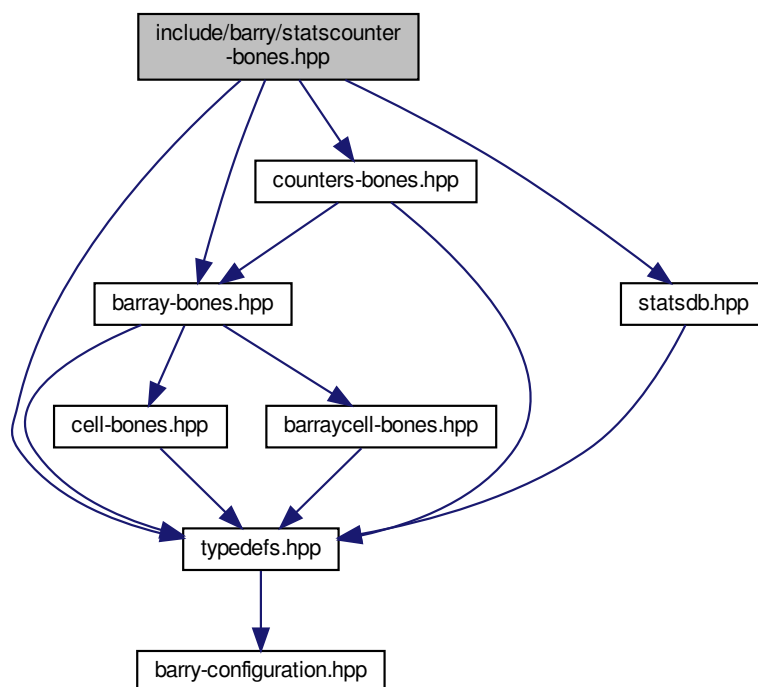 include/barry/statscounter
-bones.hpp
counters-bones.hpp
barray-bones.hpp
statsdb.hpp
cell-bones.hpp
barraycell-bones.hpp
typedefs.hpp
barry-configuration.hpp